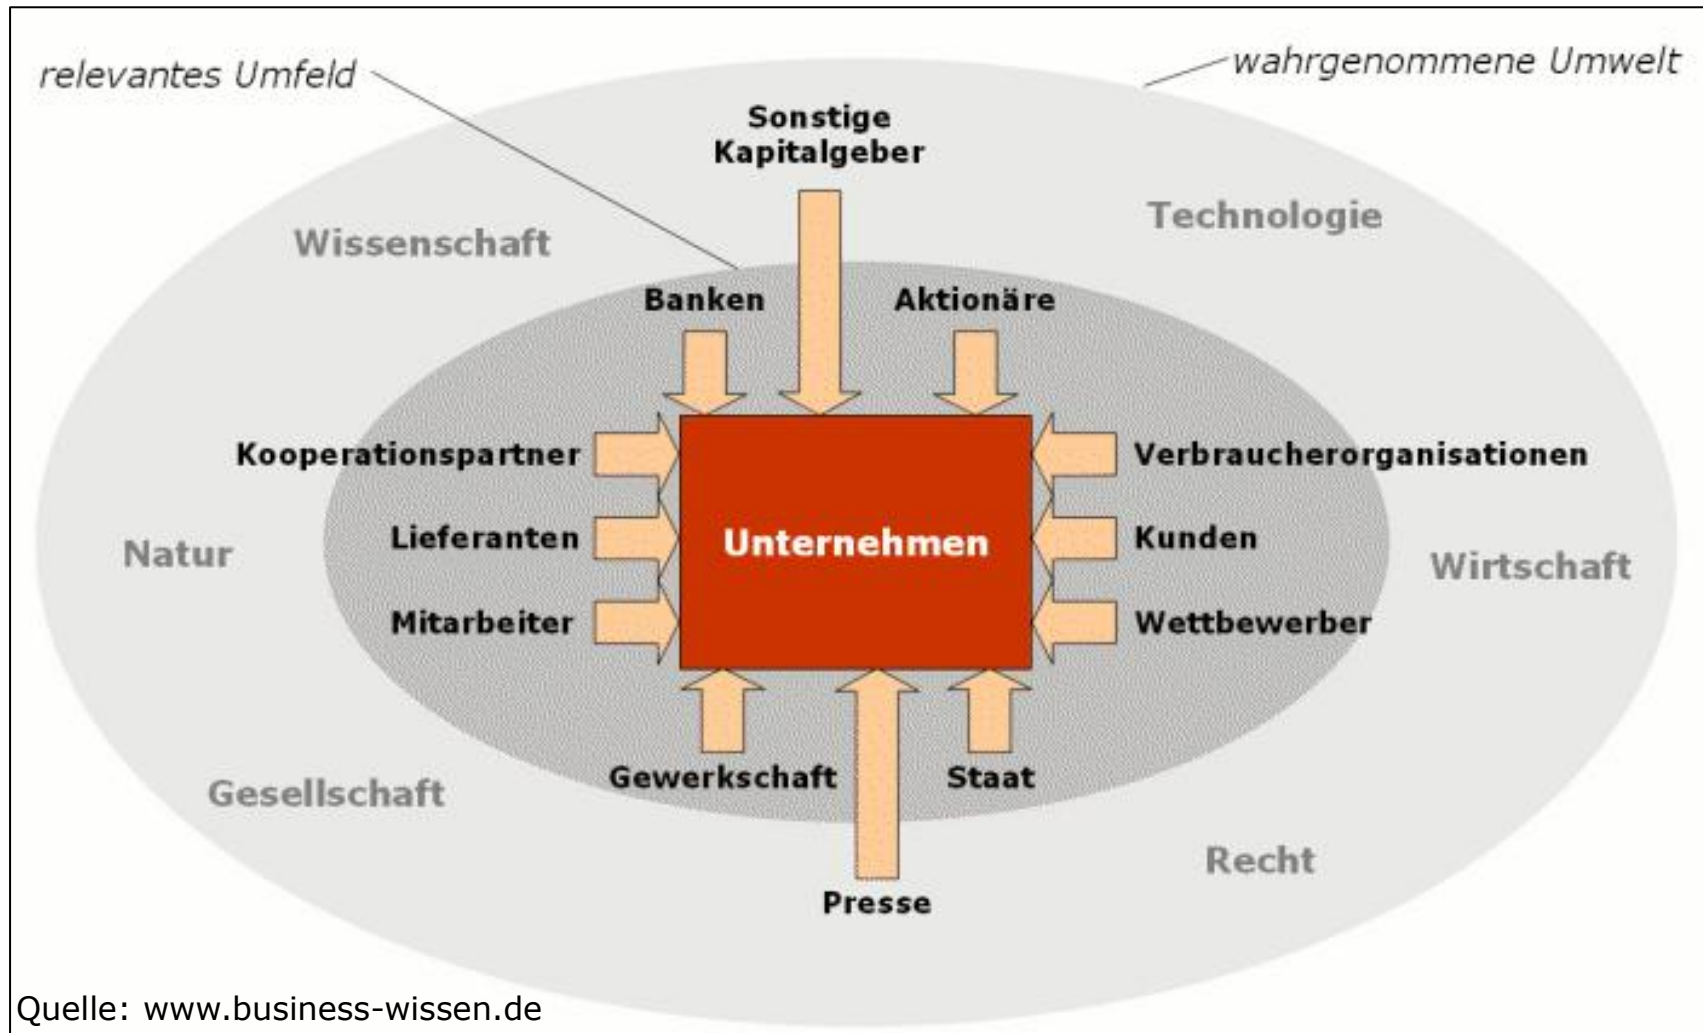 relevantes Umfeld
wahrgenommene Umwelt
Sonstige
Kapitalgeber
Wissenschaft
Technologie
Banken
Aktionäre
Kooperationspartner
Verbraucherorganisationen
Lieferanten
Unternehmen
Kunden
Natur
Wirtschaft
Mitarbeiter
Wettbewerber
Gewerkschaft
Staat
Gesellschaft
Recht
Presse
Quelle: www.business-wissen.de